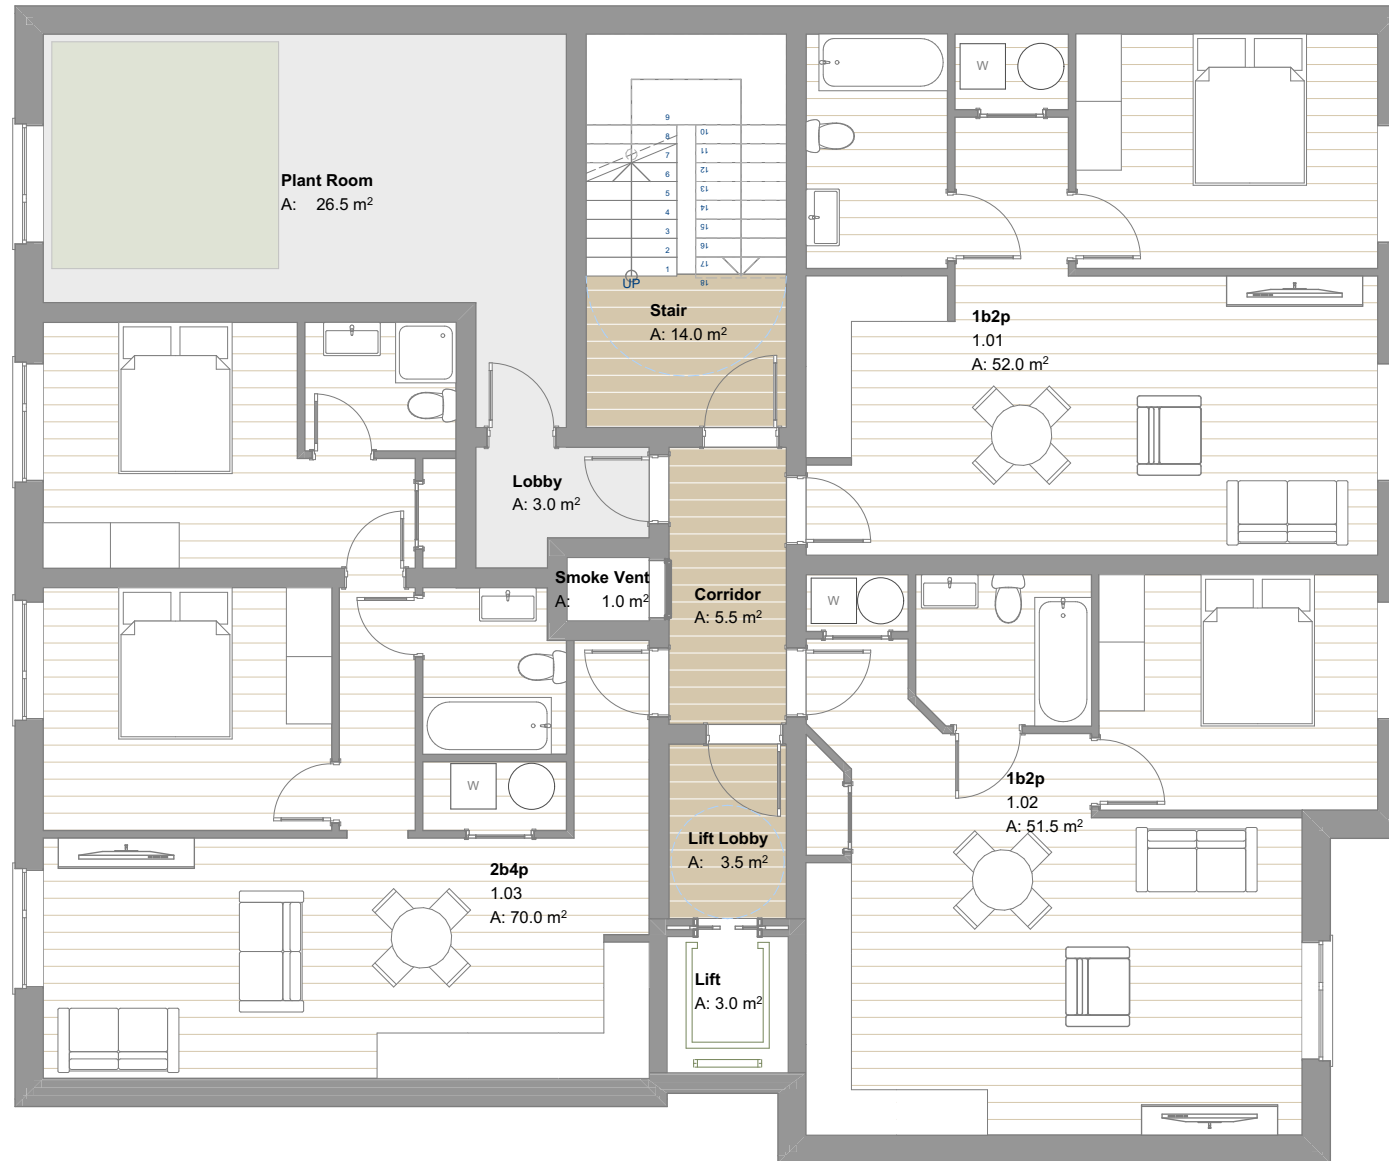 Plant Room
A: 26.5 m²
9
8
7
6
5
4
3
2
1
10
11
12
13
14
15
16
17
18
UP
Stair
A: 14.0 m²
W
1b2p
1.01
A: 52.0 m²
Lobby
A: 3.0 m²
Smoke Vent
A: 1.0 m²
Corridor
A: 5.5 m²
W
W
1b2p
1.02
A: 51.5 m²
Lift Lobby
A: 3.5 m²
2b4p
1.03
A: 70.0 m²
Lift
A: 3.0 m²